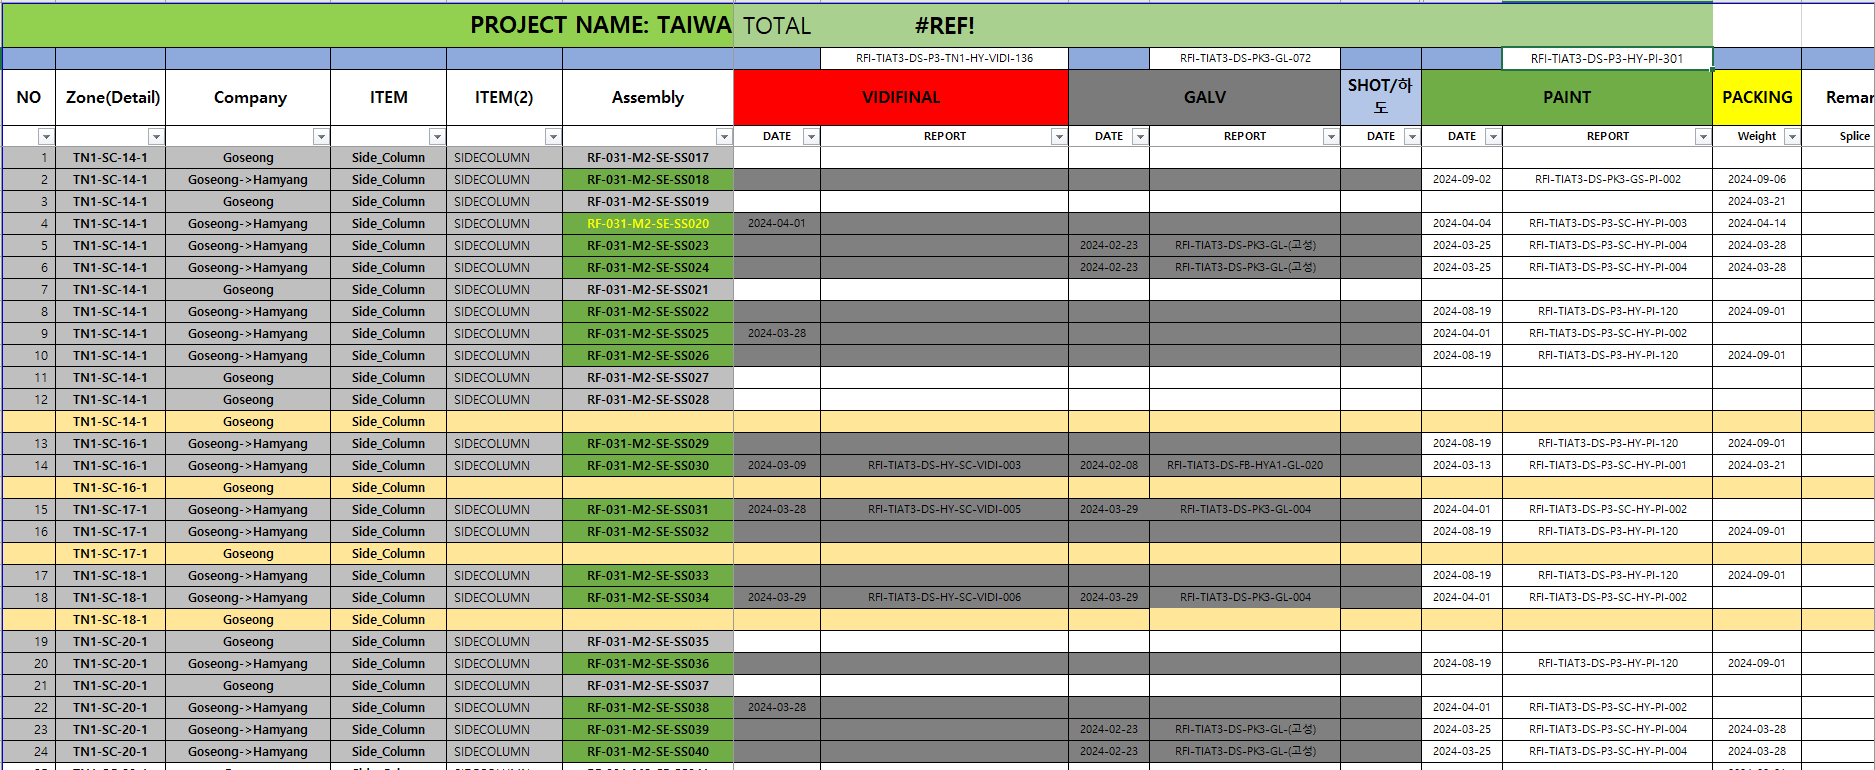 PROJECT NAME: TAIWA TOTAL #REF!
RFI-TIAT3-DS-P3-TN1-HY-VIDI-136 RFI-TIAT3-DS-PK3-GL-072 RFI-TIAT3-DS-P3-HY-PI-301
NO Zone(Detail) Company ITEM ITEM(2) Assembly VIDIFINAL GALV SHOT/하도 PAINT PACKING Remar
DATE REPORT DATE REPORT DATE DATE REPORT Weight Splice
1 TN1-SC-14-1 Goseong Side_Column SIDECOLUMN RF-031-M2-SE-SS017
2 TN1-SC-14-1 Goseong->Hamyang Side_Column SIDECOLUMN RF-031-M2-SE-SS018 2024-09-02 RFI-TIAT3-DS-PK3-GS-PI-002 2024-09-06
3 TN1-SC-14-1 Goseong Side_Column SIDECOLUMN RF-031-M2-SE-SS019 2024-03-21
4 TN1-SC-14-1 Goseong->Hamyang Side_Column SIDECOLUMN RF-031-M2-SE-SS020 2024-04-01 2024-04-04 RFI-TIAT3-DS-P3-SC-HY-PI-003 2024-04-14
5 TN1-SC-14-1 Goseong->Hamyang Side_Column SIDECOLUMN RF-031-M2-SE-SS023 2024-02-23 RFI-TIAT3-DS-PK3-GL-(고성) 2024-03-25 RFI-TIAT3-DS-P3-SC-HY-PI-004 2024-03-28
6 TN1-SC-14-1 Goseong->Hamyang Side_Column SIDECOLUMN RF-031-M2-SE-SS024 2024-02-23 RFI-TIAT3-DS-PK3-GL-(고성) 2024-03-25 RFI-TIAT3-DS-P3-SC-HY-PI-004 2024-03-28
7 TN1-SC-14-1 Goseong Side_Column SIDECOLUMN RF-031-M2-SE-SS021
8 TN1-SC-14-1 Goseong->Hamyang Side_Column SIDECOLUMN RF-031-M2-SE-SS022 2024-08-19 RFI-TIAT3-DS-P3-HY-PI-120 2024-09-01
9 TN1-SC-14-1 Goseong->Hamyang Side_Column SIDECOLUMN RF-031-M2-SE-SS025 2024-03-28 2024-04-01 RFI-TIAT3-DS-P3-SC-HY-PI-002
10 TN1-SC-14-1 Goseong->Hamyang Side_Column SIDECOLUMN RF-031-M2-SE-SS026 2024-08-19 RFI-TIAT3-DS-P3-HY-PI-120 2024-09-01
11 TN1-SC-14-1 Goseong Side_Column SIDECOLUMN RF-031-M2-SE-SS027
12 TN1-SC-14-1 Goseong Side_Column SIDECOLUMN RF-031-M2-SE-SS028
TN1-SC-14-1 Goseong Side_Column
13 TN1-SC-16-1 Goseong->Hamyang Side_Column SIDECOLUMN RF-031-M2-SE-SS029 2024-08-19 RFI-TIAT3-DS-P3-HY-PI-120 2024-09-01
14 TN1-SC-16-1 Goseong->Hamyang Side_Column SIDECOLUMN RF-031-M2-SE-SS030 2024-03-09 RFI-TIAT3-DS-HY-SC-VIDI-003 2024-02-08 RFI-TIAT3-DS-FB-HYA1-GL-020 2024-03-13 RFI-TIAT3-DS-P3-SC-HY-PI-001 2024-03-21
TN1-SC-16-1 Goseong Side_Column
15 TN1-SC-17-1 Goseong->Hamyang Side_Column SIDECOLUMN RF-031-M2-SE-SS031 2024-03-28 RFI-TIAT3-DS-HY-SC-VIDI-005 2024-03-29 RFI-TIAT3-DS-PK3-GL-004 2024-04-01 RFI-TIAT3-DS-P3-SC-HY-PI-002
16 TN1-SC-17-1 Goseong->Hamyang Side_Column SIDECOLUMN RF-031-M2-SE-SS032 2024-08-19 RFI-TIAT3-DS-P3-HY-PI-120 2024-09-01
TN1-SC-17-1 Goseong Side_Column
17 TN1-SC-18-1 Goseong->Hamyang Side_Column SIDECOLUMN RF-031-M2-SE-SS033 2024-08-19 RFI-TIAT3-DS-P3-HY-PI-120 2024-09-01
18 TN1-SC-18-1 Goseong->Hamyang Side_Column SIDECOLUMN RF-031-M2-SE-SS034 2024-03-29 RFI-TIAT3-DS-HY-SC-VIDI-006 2024-03-29 RFI-TIAT3-DS-PK3-GL-004 2024-04-01 RFI-TIAT3-DS-P3-SC-HY-PI-002
TN1-SC-18-1 Goseong Side_Column
19 TN1-SC-20-1 Goseong Side_Column SIDECOLUMN RF-031-M2-SE-SS035
20 TN1-SC-20-1 Goseong->Hamyang Side_Column SIDECOLUMN RF-031-M2-SE-SS036 2024-08-19 RFI-TIAT3-DS-P3-HY-PI-120 2024-09-01
21 TN1-SC-20-1 Goseong Side_Column SIDECOLUMN RF-031-M2-SE-SS037
22 TN1-SC-20-1 Goseong->Hamyang Side_Column SIDECOLUMN RF-031-M2-SE-SS038 2024-03-28 2024-04-01 RFI-TIAT3-DS-P3-SC-HY-PI-002
23 TN1-SC-20-1 Goseong->Hamyang Side_Column SIDECOLUMN RF-031-M2-SE-SS039 2024-02-23 RFI-TIAT3-DS-PK3-GL-(고성) 2024-03-25 RFI-TIAT3-DS-P3-SC-HY-PI-004 2024-03-28
24 TN1-SC-20-1 Goseong->Hamyang Side_Column SIDECOLUMN RF-031-M2-SE-SS040 2024-02-23 RFI-TIAT3-DS-PK3-GL-(고성) 2024-03-25 RFI-TIAT3-DS-P3-SC-HY-PI-004 2024-03-28